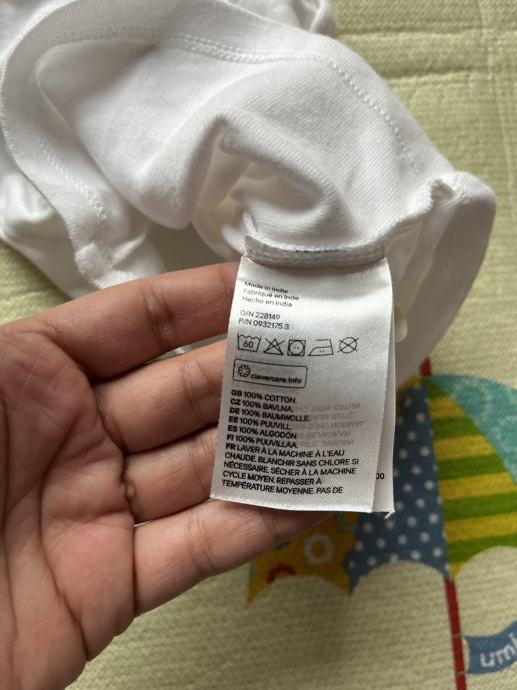 Made in India
Fabriqué en Inde
Hecho en India
O/N 228149
P/N 0932175.3
60
clevercare.info
GB 100% COTTON.
CZ 100% BAVLNA.
DE 100% BAUMWOLLE.
EE 100% PUUVILL.
ES 100% ALGODÓN
FI 100% PUUVILLAA.
FR LAVER À LA MACHINE À L'EAU
CHAUDE. BLANCHIR SANS CHLORE SI
NÉCESSAIRE. SÉCHER À LA MACHINE
CYCLE MOYEN. REPASSER À
TEMPÉRATURE MOYENNE. PAS DE
00
um